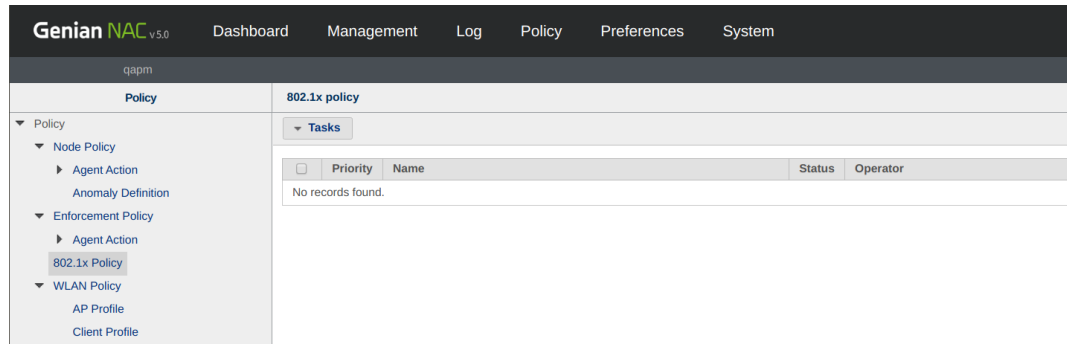 Genian NAC v 5.0 Dashboard Management Log Policy Preferences System
qapm
Policy 802.1x policy
Policy
Tasks
Node Policy
Agent Action
Priority Name Status Operator
Anomaly Definition
No records found.
Enforcement Policy
Agent Action
802.1x Policy
WLAN Policy
AP Profile
Client Profile